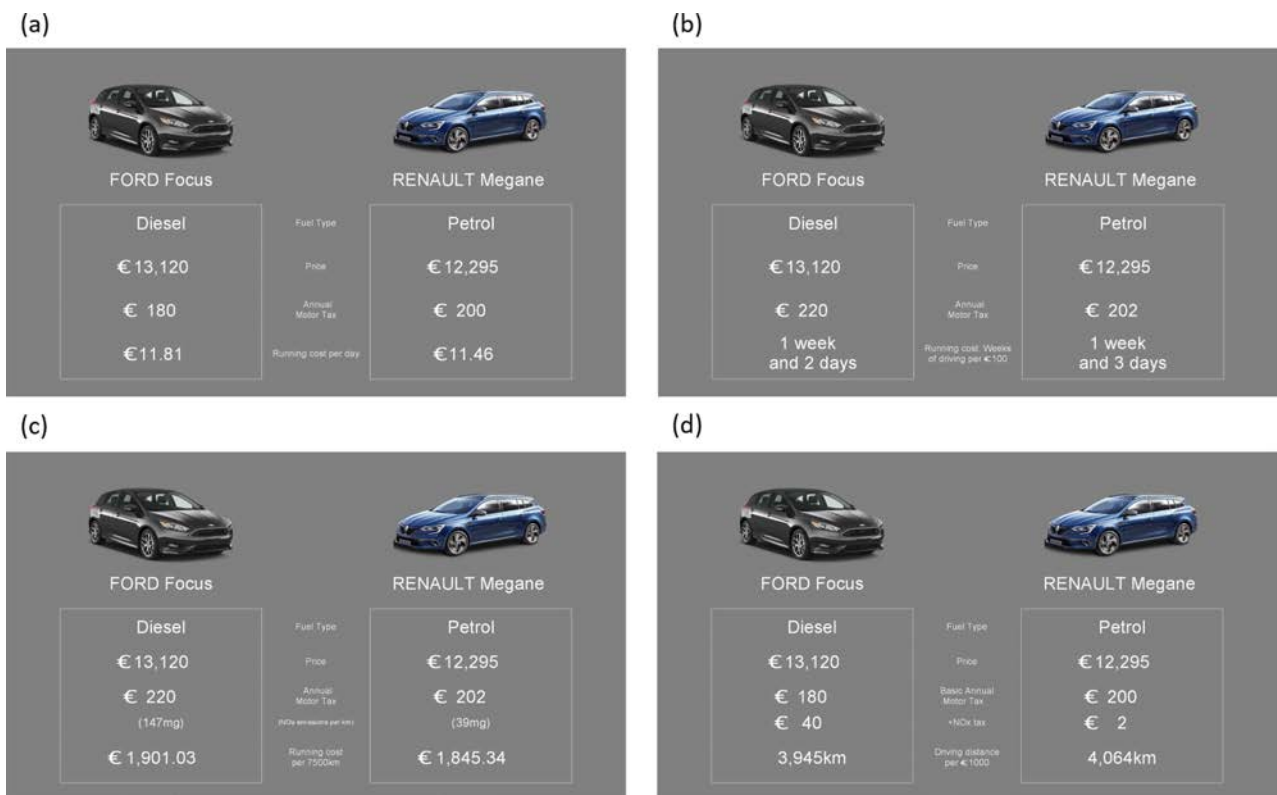 (a)
FORD Focus
RENAULT Megane
Diesel
Fuel Type
Petrol
€ 13,120
Price
€ 12,295
€ 180
Annual
Motor Tax
€ 200
€11.81
Running cost per day
€11.46
(b)
FORD Focus
RENAULT Megane
Diesel
Fuel Type
Petrol
€ 13,120
Price
€ 12,295
€ 220
Annual
Motor Tax
€ 202
1 week
and 2 days
Running cost: Weeks
of driving per €100
1 week
and 3 days
(c)
FORD Focus
RENAULT Megane
Diesel
Fuel Type
Petrol
€ 13,120
Price
€ 12,295
€ 220
Annual
Motor Tax
€ 202
(147mg)
(NOx emissions per km)
(39mg)
€ 1,901.03
Running cost
per 7500km
€ 1,845.34
(d)
FORD Focus
RENAULT Megane
Diesel
Fuel Type
Petrol
€ 13,120
Price
€ 12,295
€ 180
Basic Annual
Motor Tax
€ 200
€ 40
+NOx tax
€ 2
3,945km
Driving distance
per €1000
4,064km